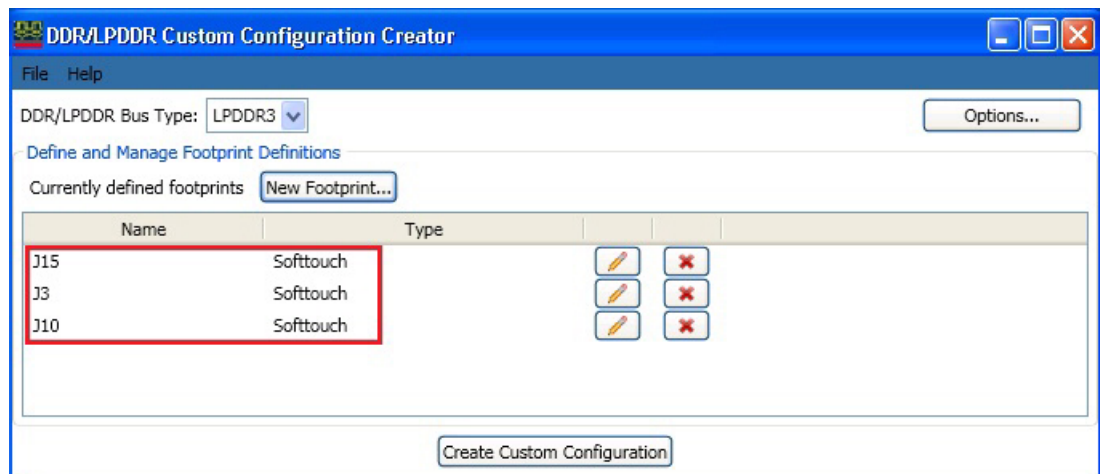 DDR/LPDDR Custom Configuration Creator
File Help
DDR/LPDDR Bus Type: LPDDR3 Options...
Define and Manage Footprint Definitions
Currently defined footprints New Footprint...
Name Type
J15 Softtouch
J3 Softtouch
J10 Softtouch
Create Custom Configuration